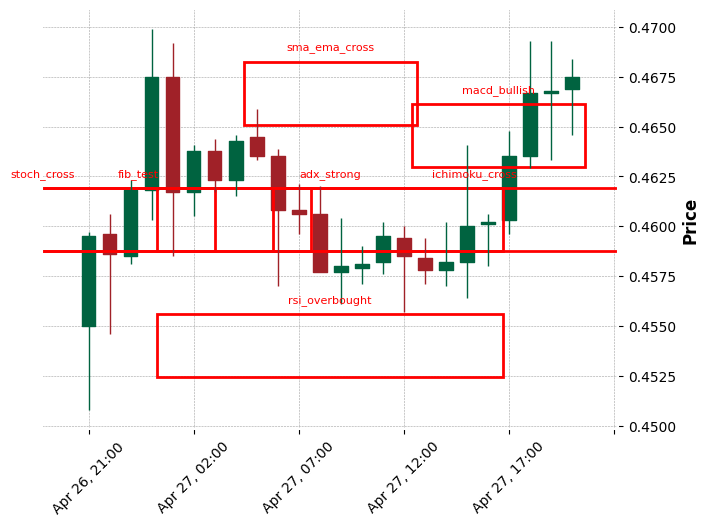 sma_ema_cross
macd_bullish
stoch_cross
fib_test
adx_strong
ichimoku_cross
rsi_overbought
0.4700
0.4675
0.4650
0.4625
0.4600
0.4575
0.4550
0.4525
0.4500
Price
Apr 26, 21:00
Apr 27, 02:00
Apr 27, 07:00
Apr 27, 12:00
Apr 27, 17:00